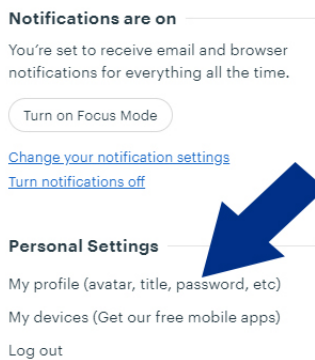 Notifications are on
You're set to receive email and browser
notifications for everything all the time.
Turn on Focus Mode
Change your notification settings
Turn notifications off
Personal Settings
My profile (avatar, title, password, etc)
My devices (Get our free mobile apps)
Log out